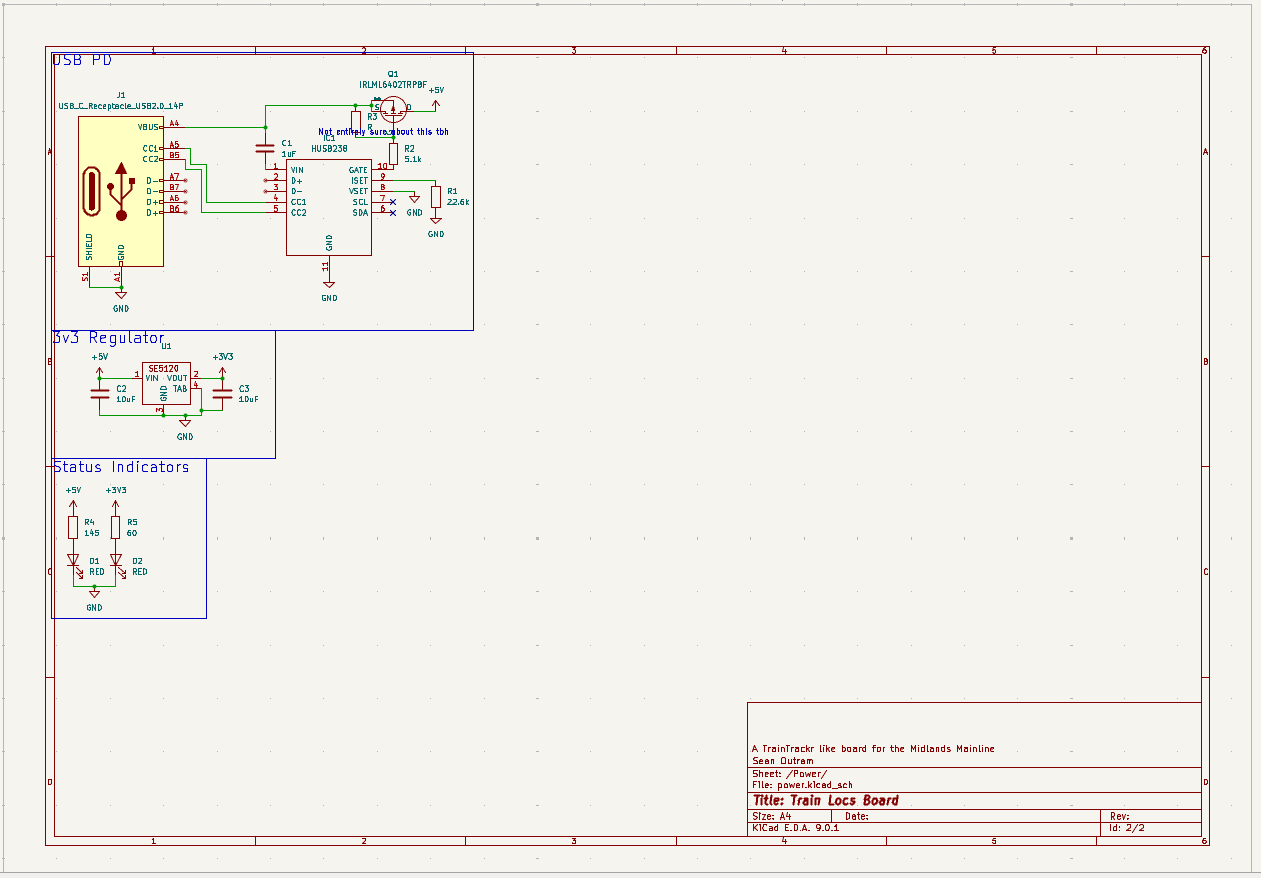 1 2 3 4 5 6
USB PD
Q1
IRLML6402TRPBF
+5V
J1
USB_C_Receptacle_USB2.0_14P
S D
VBUS A4
R3
R
Not entirely sure about this tbh
C1
1uF
IC1
HUSB238
R2
5.1k
CC1 A5
CC2 B5
D- A7
D- B7
D+ A6
D+ B6
1 VIN
2 D+
3 D-
4 CC1
5 CC2
GATE 10
ISET 9
VSET 8
SCL 7
SDA 6
R1
22.6k
GND
GND
SHIELD
GND
S1
A1
GND
GND
11
GND
A A
3v3 Regulator
U1
+5V
+3V3
SE5120
1 VIN VOUT 2
TAB 4
GND
3
C2
10uF
C3
10uF
GND
B B
Status Indicators
+5V
+3V3
R4
145
R5
60
D1
RED
D2
RED
GND
C C
A TrainTrackr like board for the Midlands Mainline
Sean Outram
Sheet: /Power/
File: power.kicad_sch
Title: Train Locs Board
Size: A4 Date: Rev:
KiCad E.D.A. 9.0.1 Id: 2/2
D D
1 2 3 4 5 6